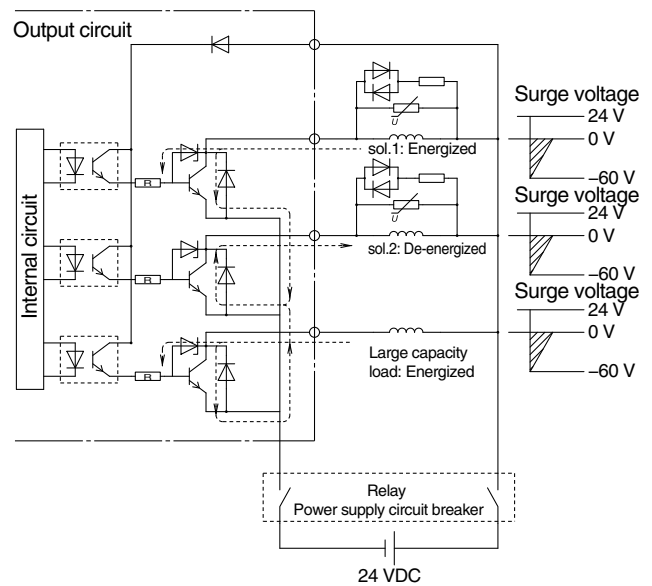 Output circuit
Internal circuit
R
R
R
U
sol.1: Energized
U
sol.2: De-energized
Large capacity
load: Energized
Surge voltage
24 V
0 V
−60 V
Surge voltage
24 V
0 V
−60 V
Surge voltage
24 V
0 V
−60 V
Relay
Power supply circuit breaker
24 VDC